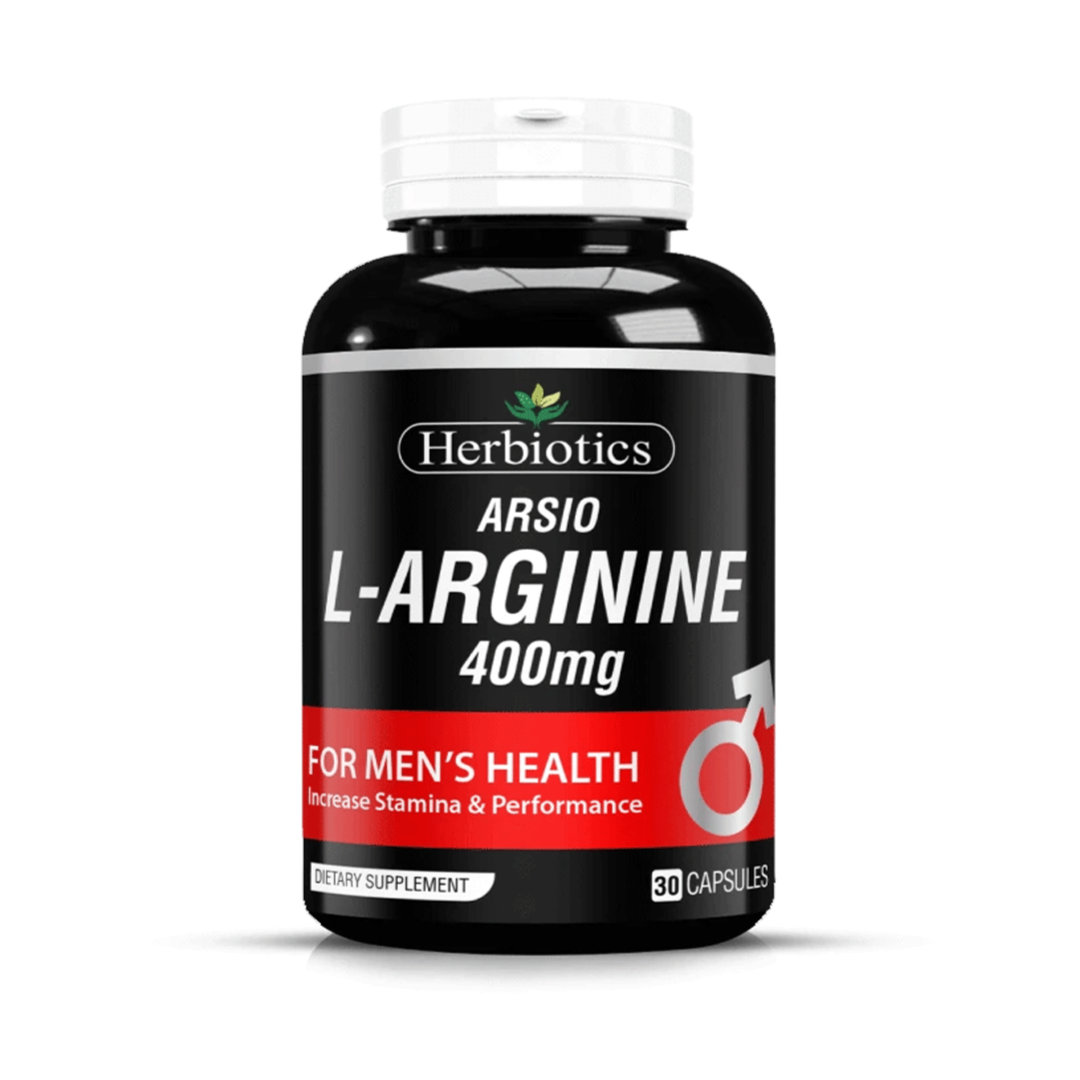 Herbiotics
ARSIO
L-ARGININE
400mg
FOR MEN'S HEALTH
Increase Stamina & Performance
DIETARY SUPPLEMENT
30 CAPSULES